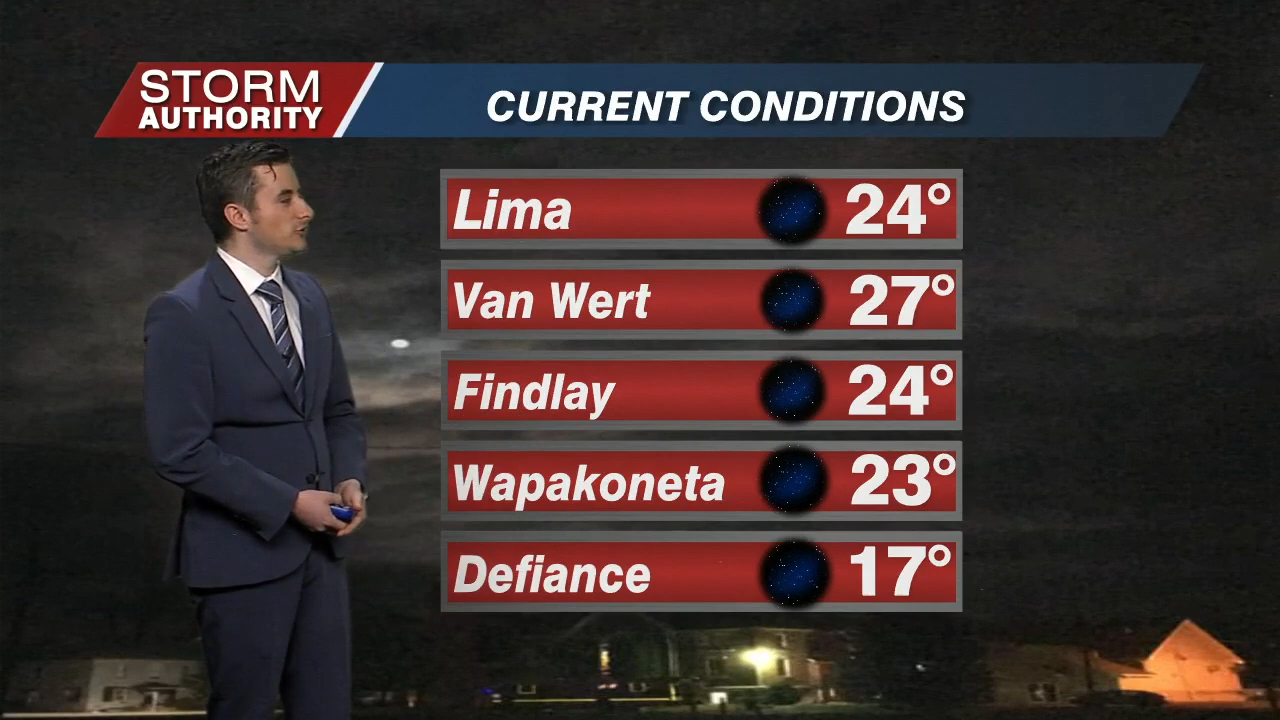 STORM
AUTHORITY
CURRENT CONDITIONS
Lima 24°
Van Wert 27°
Findlay 24°
Wapakoneta 23°
Defiance 17°